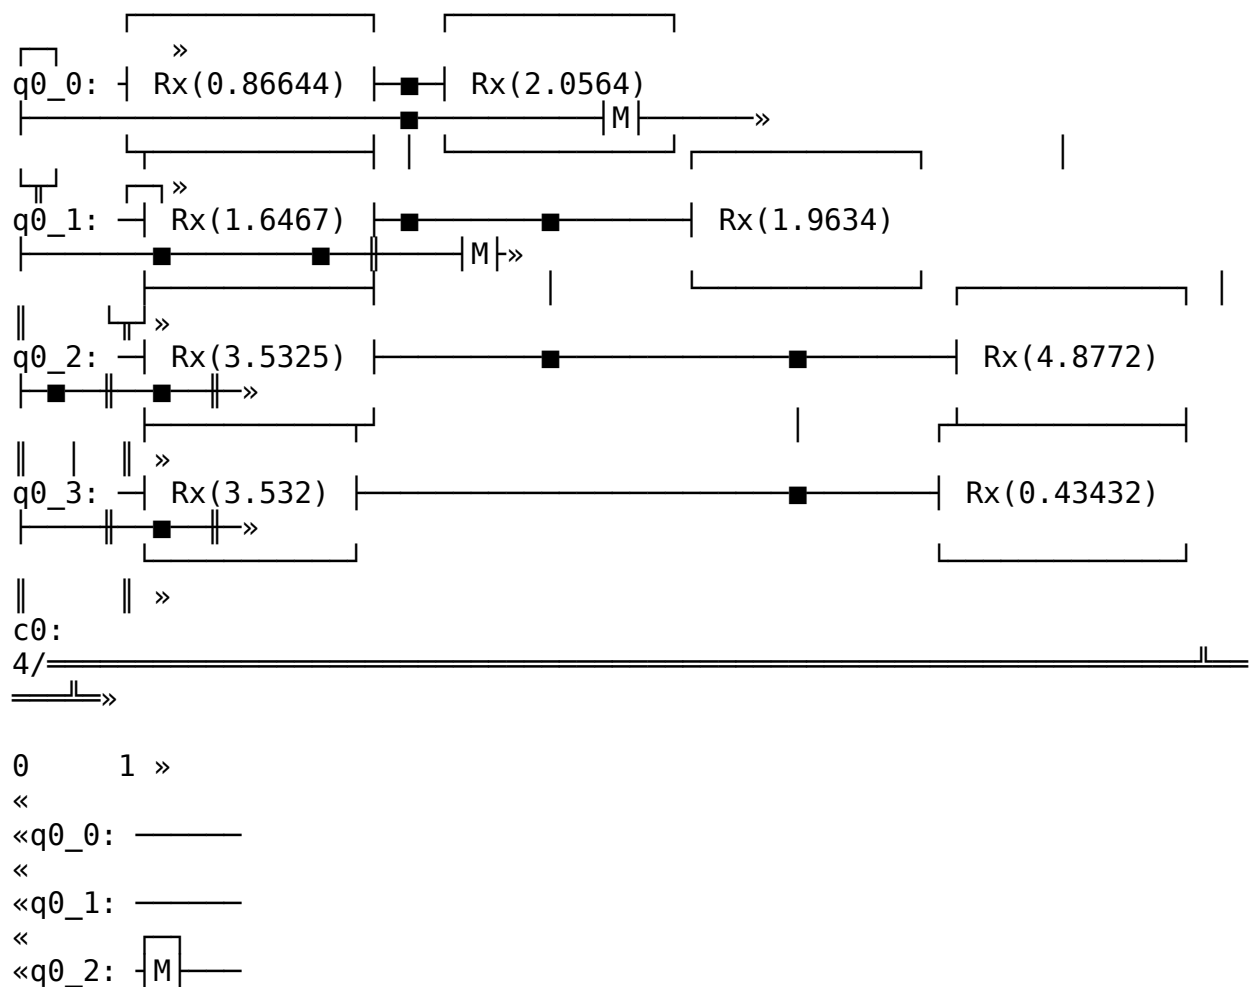 »
q0_0: ┤ Rx(0.86644) ├─■─┤ Rx(2.0564)
├─────────────────────■──────────┤M├──────»
»
q0_1: ─┤ Rx(1.6467) ├─■───────■───────┤ Rx(1.9634)
├───────■────────■──╫────┤M├»
║ »
q0_2: ─┤ Rx(3.5325) ├─────────■─────────────■────────┤ Rx(4.8772)
├─■──╫──■──╫─»
║ │ ║ »
q0_3: ─┤ Rx(3.532) ├────────────────────────■───────┤ Rx(0.43432)
├────╫──■──╫─»
║ ║ »
c0:
4/══════════════════════════════════════════════════════════════════╩══
═══╩═»
0 1 »
«
«q0_0: ──────
«
«q0_1: ──────
«
«q0_2: ┤M├───